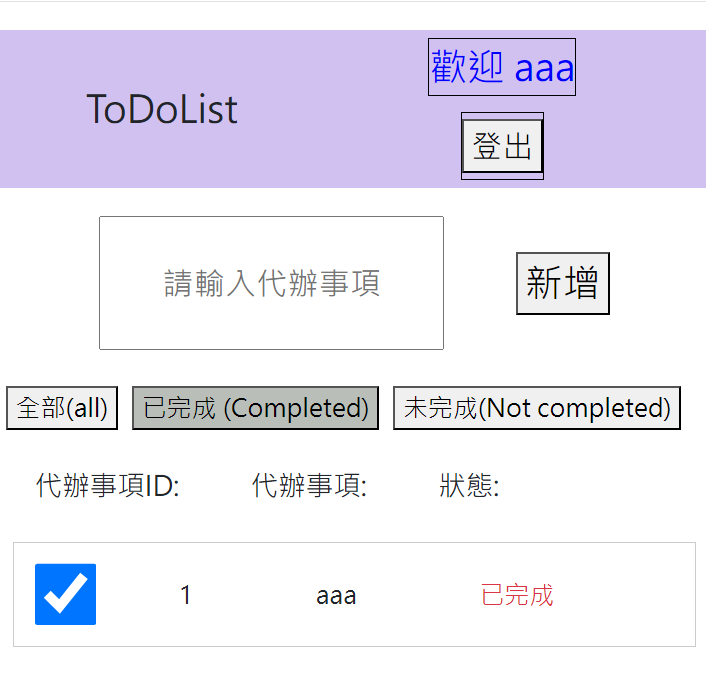 ToDoList
歡迎 aaa
登出
請輸入代辦事項
新增
全部(all) 已完成 (Completed) 未完成(Not completed)
代辦事項ID: 代辦事項: 狀態:
1 aaa 已完成